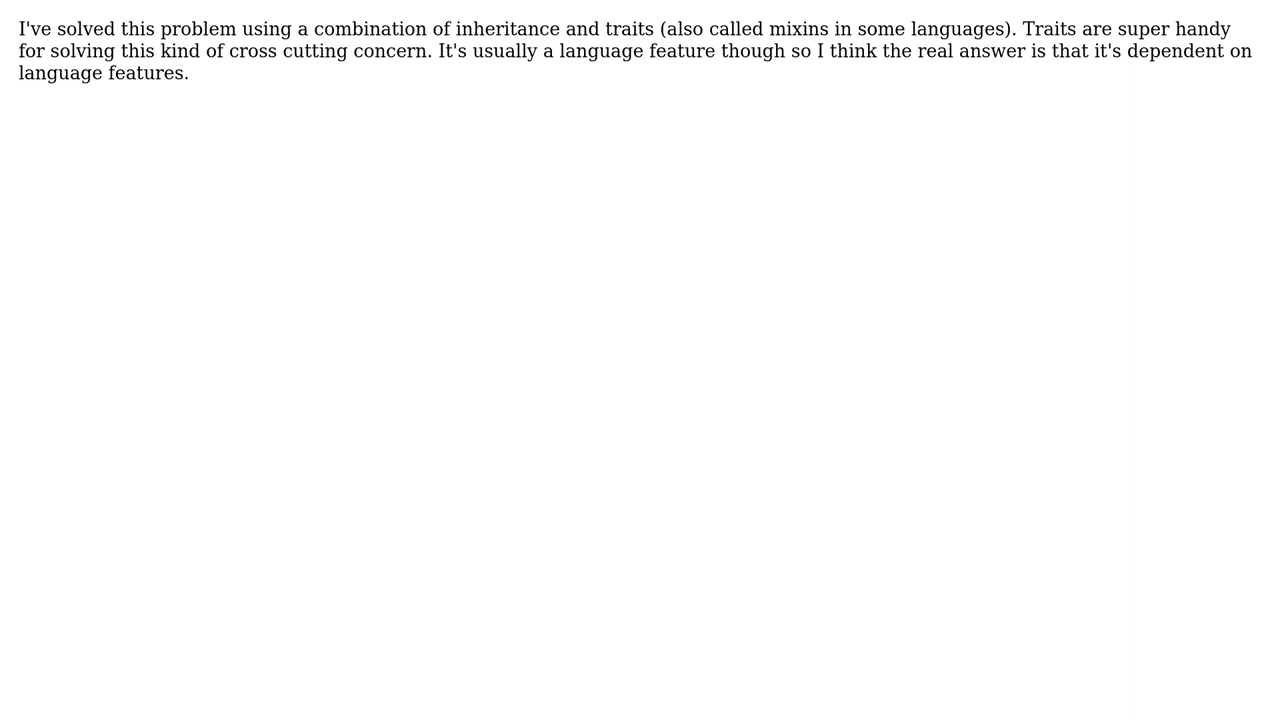 I've solved this problem using a combination of inheritance and traits (also called mixins in some languages). Traits are super handy
for solving this kind of cross cutting concern. It's usually a language feature though so I think the real answer is that it's dependent on
language features.